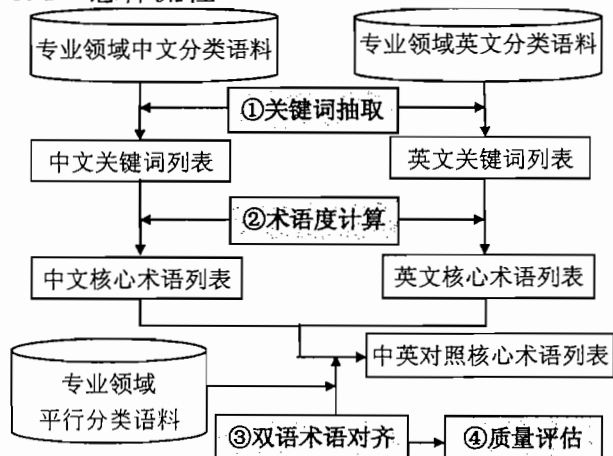 专业领域中文分类语料
专业领域英文分类语料
①关键词抽取
中文关键词列表
英文关键词列表
②术语度计算
中文核心术语列表
英文核心术语列表
中英对照核心术语列表
专业领域
平行分类语料
③双语术语对齐
④质量评估